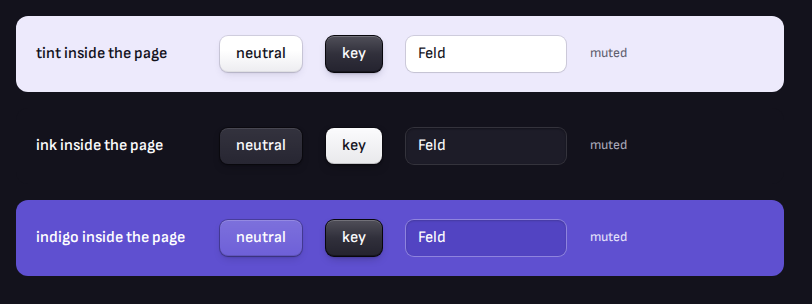 tint inside the page neutral key Feld muted
ink inside the page neutral key Feld muted
indigo inside the page neutral key Feld muted